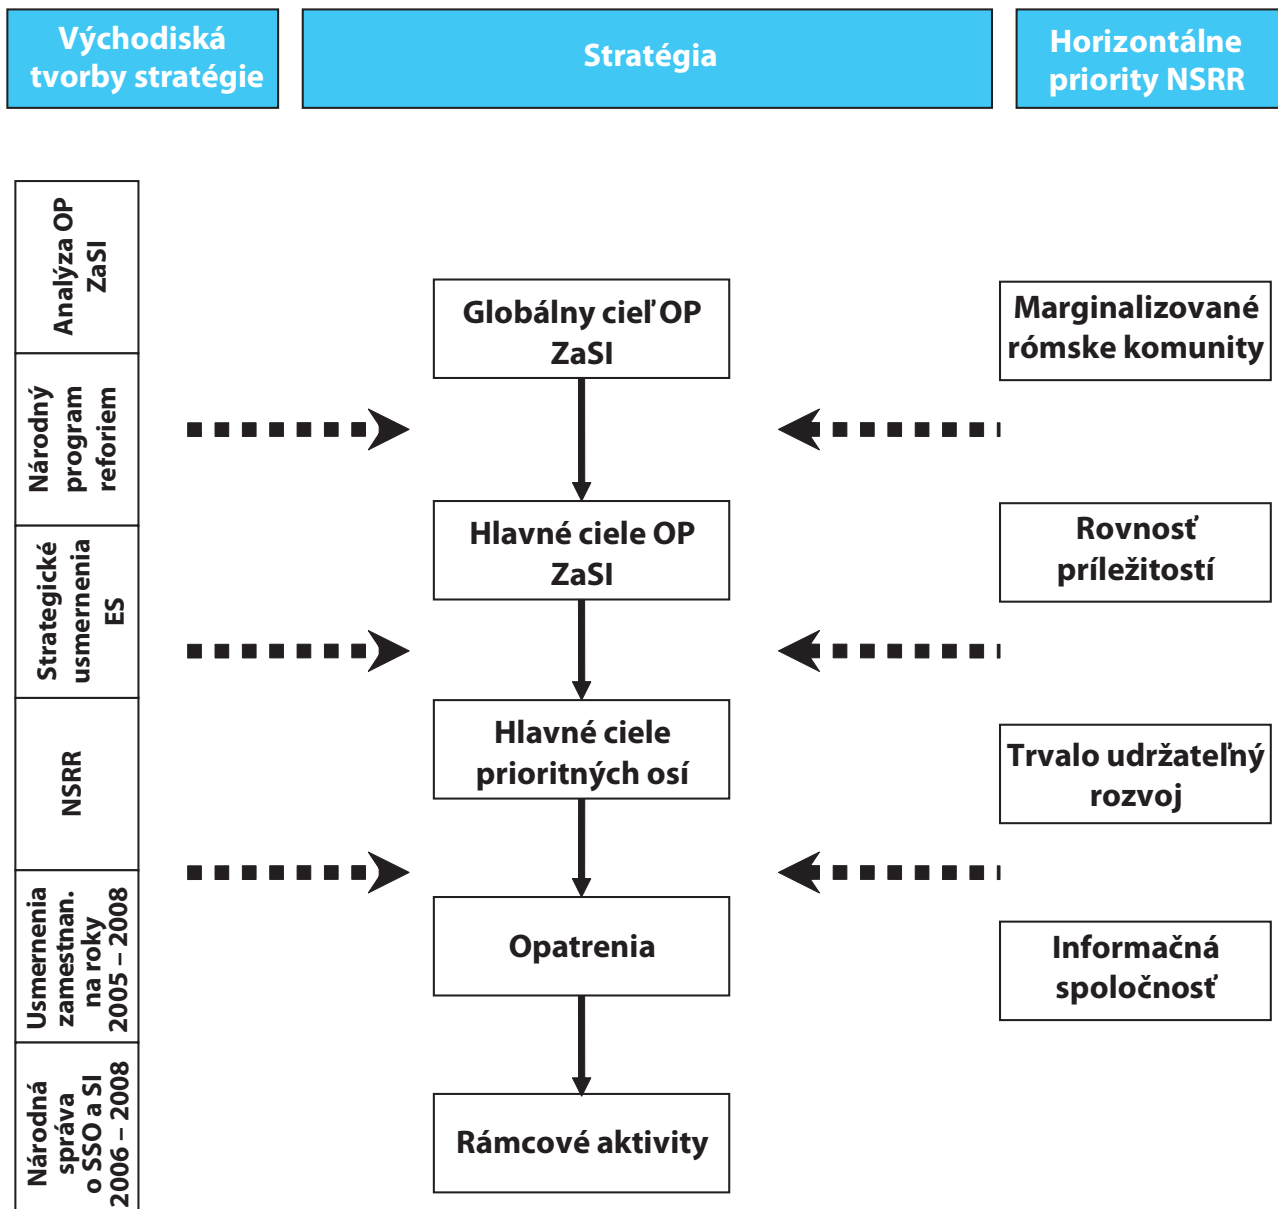 Východiská
tvorby stratégie
Stratégia
Horizontálne
priority NSRR
Analýza OP
ZaSI
Národný
program
reforiem
Strategické
usmernenia
ES
NSRR
Usmernenia
zamestnan.
na roky
2005 – 2008
Národná
správa
o SSO a SI
2006 – 2008
Globálny cieľ OP
ZaSI
Hlavné ciele OP
ZaSI
Hlavné ciele
prioritných osí
Opatrenia
Rámcové aktivity
Marginalizované
rómske komunity
Rovnosť
príležitostí
Trvalo udržateľný
rozvoj
Informačná
spoločnosť